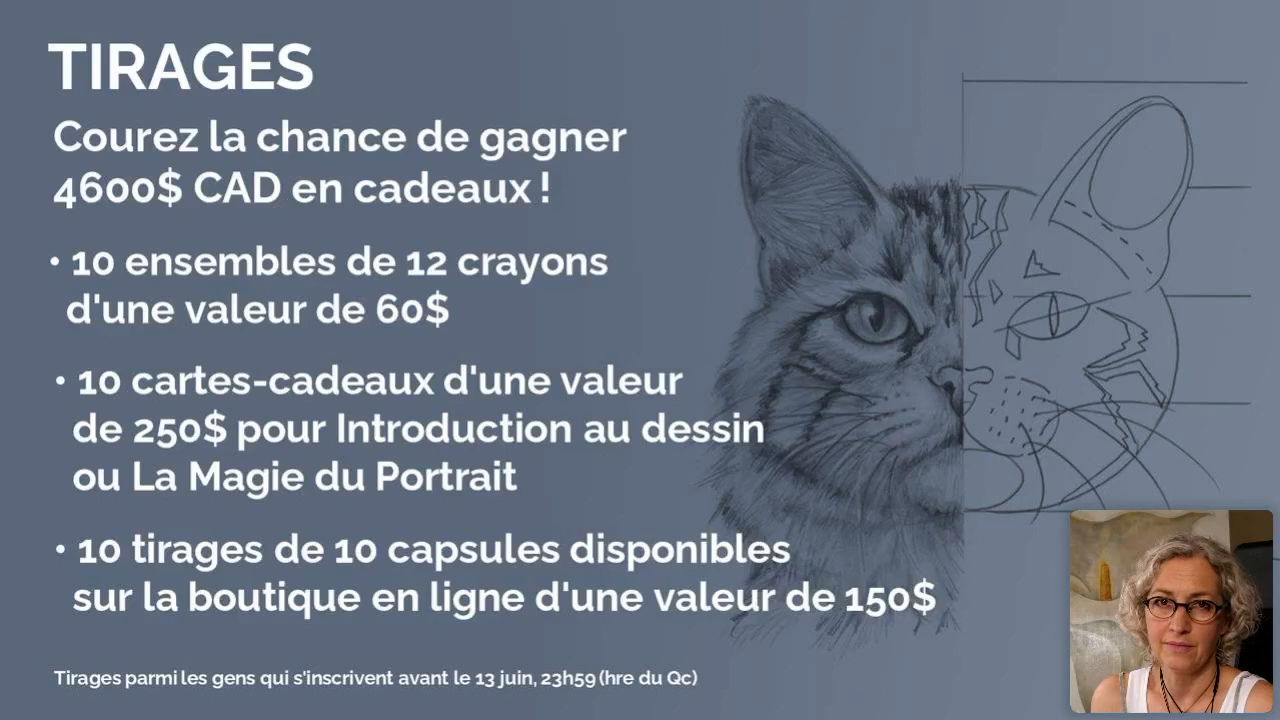 TIRAGES
Courez la chance de gagner
4600$ CAD en cadeaux !
• 10 ensembles de 12 crayons
d'une valeur de 60$
• 10 cartes-cadeaux d'une valeur
de 250$ pour Introduction au dessin
ou La Magie du Portrait
• 10 tirages de 10 capsules disponibles
sur la boutique en ligne d'une valeur de 150$
Tirages parmi les gens qui s'inscrivent avant le 13 juin, 23h59 (hre du Qc)